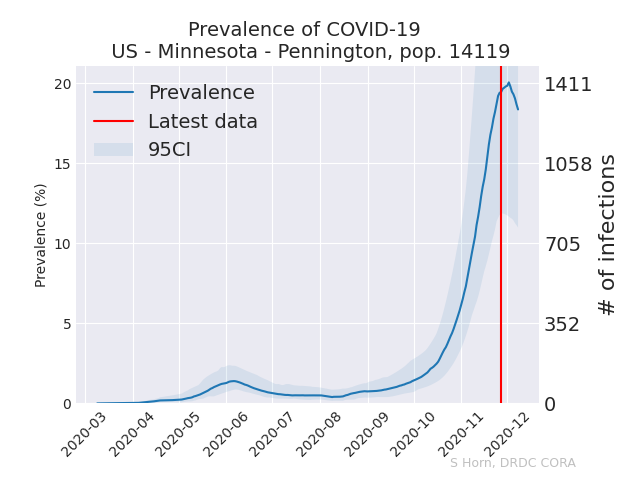 Prevalence of COVID-19
US - Minnesota - Pennington, pop. 14119
Prevalence
Latest data
95CI
20
15
10
5
0
Prevalence (%)
1411
1058
705
352
0
# of infections
2020-03
2020-04
2020-05
2020-06
2020-07
2020-08
2020-09
2020-10
2020-11
2020-12
S Horn, DRDC CORA